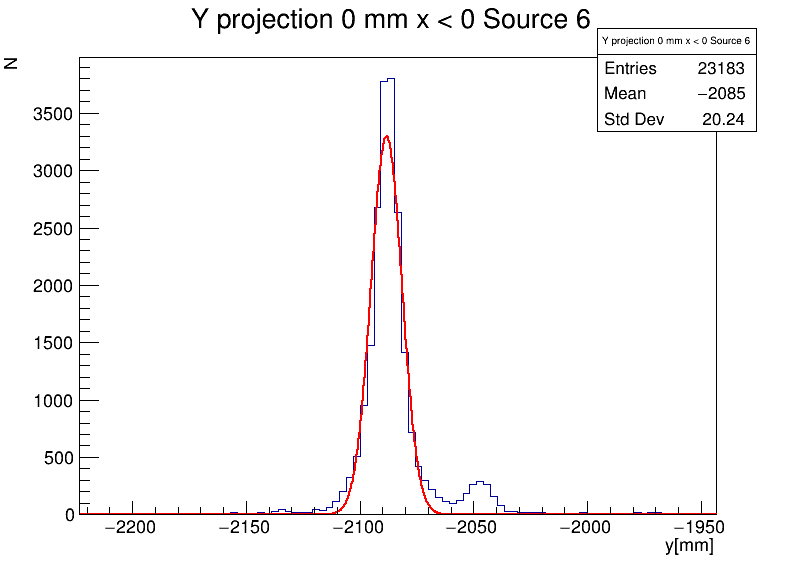 Y projection 0 mm x < 0 Source 6
Y projection 0 mm x < 0 Source 6
Entries 23183
Mean −2085
Std Dev 20.24
N
3500
3000
2500
2000
1500
1000
500
0
−2200 −2150 −2100 −2050 −2000 −1950
y[mm]